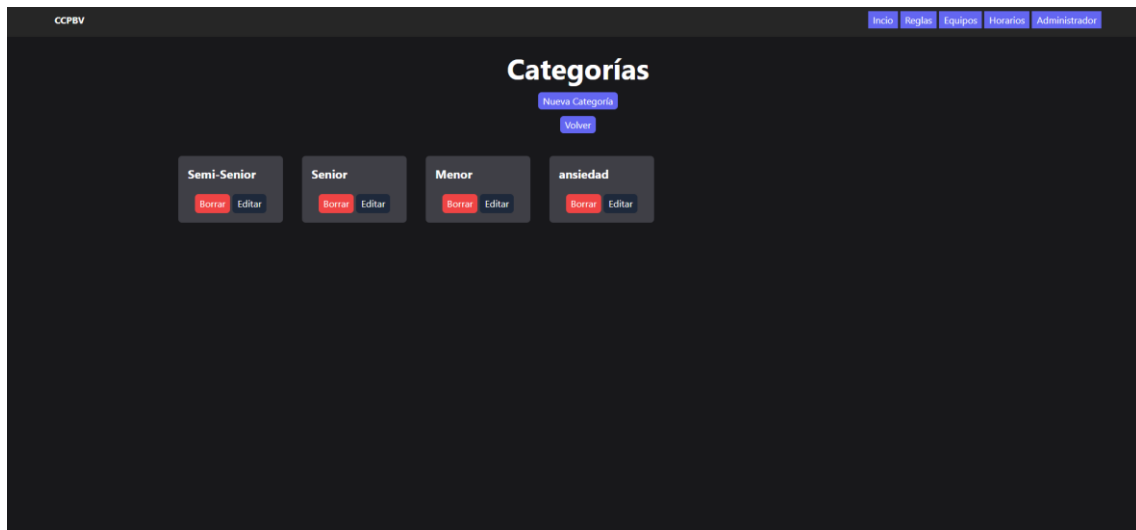 CCPBV Incio Reglas Equipos Horarios Administrador
Categorías
Nueva Categoría
Volver
Semi-Senior Senior Menor ansiedad
Borrar Editar Borrar Editar Borrar Editar Borrar Editar